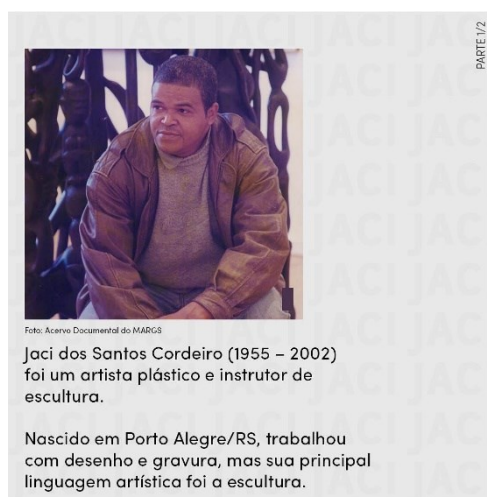 PARTE 1/2
Foto: Acervo Documental do MARGS
Jaci dos Santos Cordeiro (1955 – 2002)
foi um artista plástico e instrutor de
escultura.
Nascido em Porto Alegre/RS, trabalhou
com desenho e gravura, mas sua principal
linguagem artística foi a escultura.